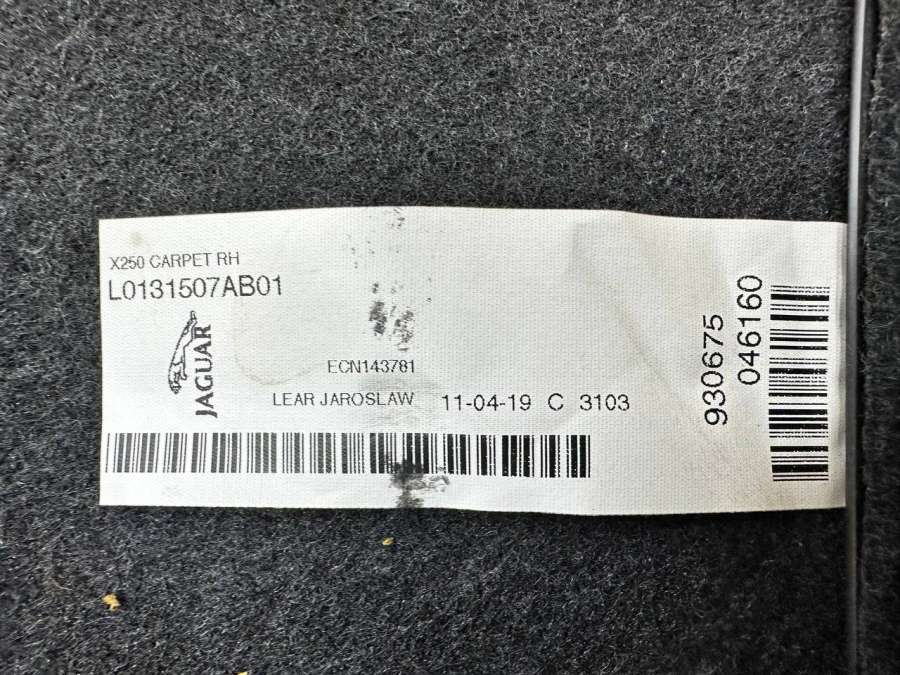 X250 CARPET RH
L0131507AB01
JAGUAR
ECN143781
LEAR JAROSLAW 11-04-19 C 3103
930675
046160